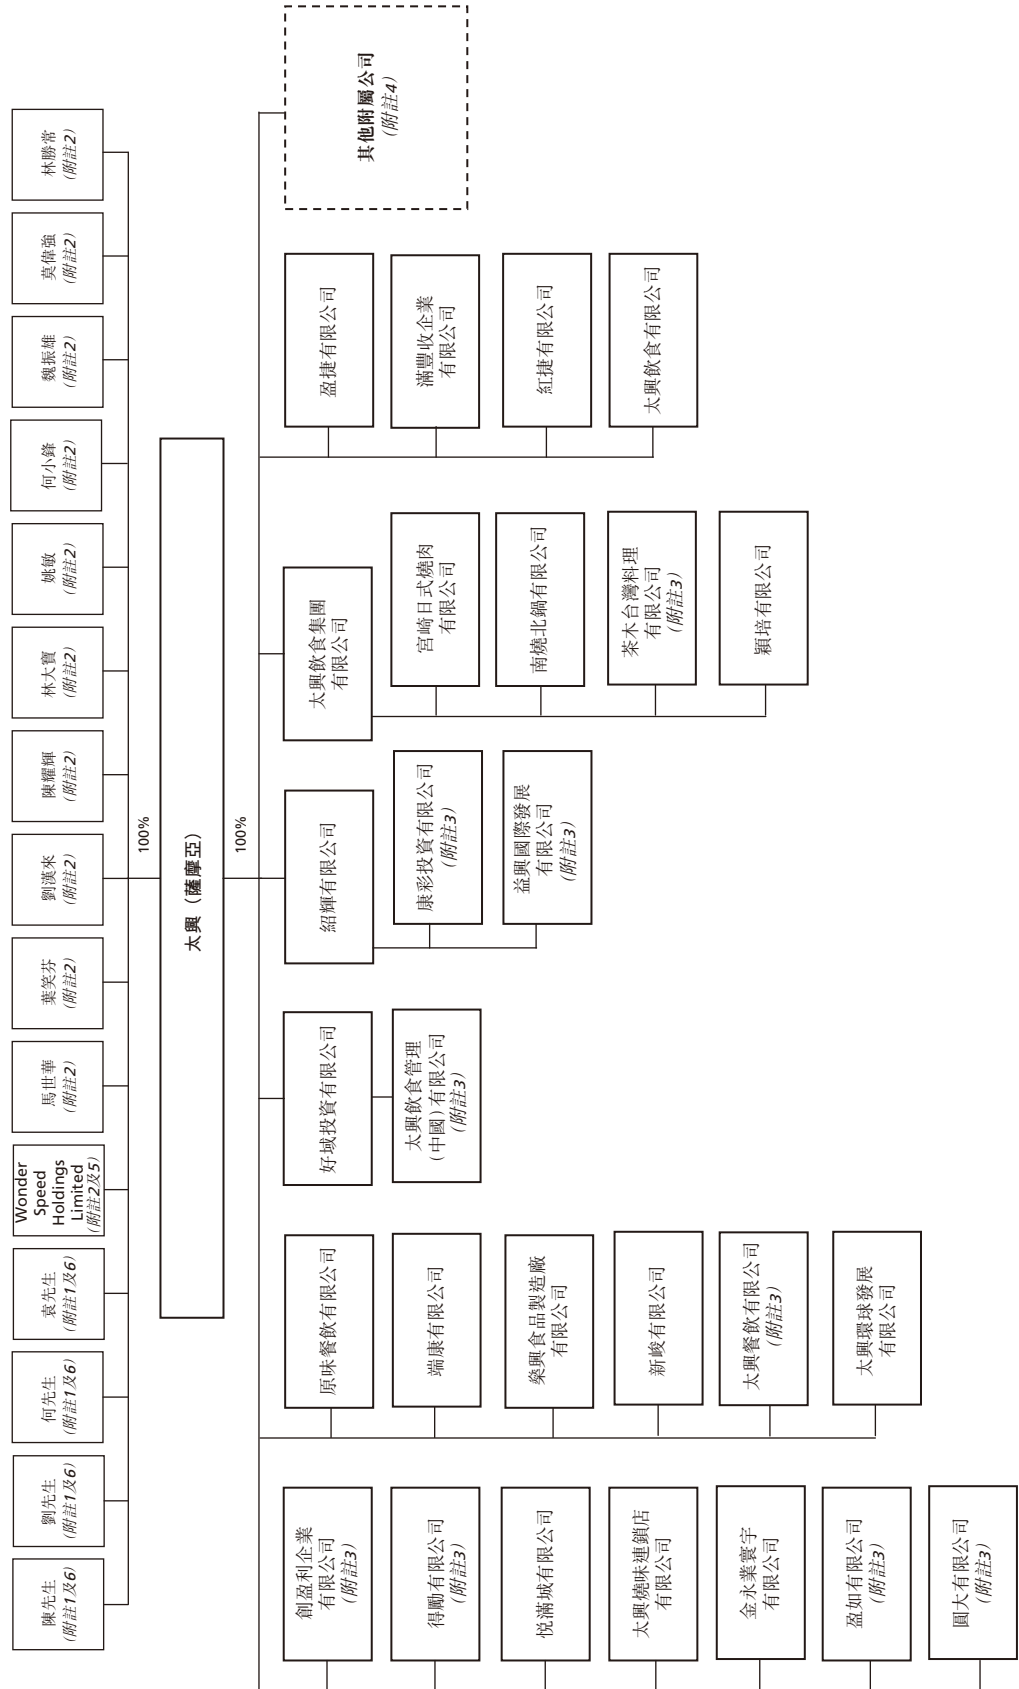 陳先生
(附註1及6)
劉先生
(附註1及6)
何先生
(附註1及6)
袁先生
(附註1及6)
Wonder
Speed
Holdings
Limited
(附註2及5)
馬世華
(附註2)
葉笑芬
(附註2)
劉漢來
(附註2)
陳耀輝
(附註2)
林大寶
(附註2)
姚敏
(附註2)
何小鋒
(附註2)
魏振雄
(附註2)
莫偉強
(附註2)
林勝常
(附註2)
100%
太興（薩摩亞）
100%
創盈利企業
有限公司
(附註3)
得勵有限公司
(附註3)
悅滿城有限公司
太興燒味連鎖店
有限公司
金永業寰宇
有限公司
盈如有限公司
(附註3)
圓大有限公司
(附註3)
原味餐飲有限公司
端康有限公司
燊興食品製造廠
有限公司
新峻有限公司
太興餐飲有限公司
(附註3)
太興環球發展
有限公司
好域投資有限公司
太興飲食管理
(中國)有限公司
(附註3)
紹輝有限公司
康彩投資有限公司
(附註3)
益興國際發展
有限公司
(附註3)
太興飲食集團
有限公司
宮崎日式燒肉
有限公司
南燒北鍋有限公司
茶木台灣料理
有限公司
(附註3)
穎培有限公司
盈捷有限公司
滿豐收企業
有限公司
紅捷有限公司
太興飲食有限公司
其他附屬公司
(附註4)